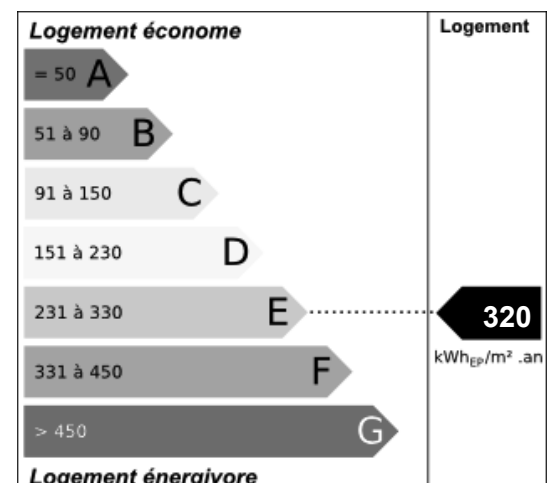 Logement économe
Logement
= 50 A
51 à 90 B
91 à 150 C
151 à 230 D
231 à 330 E
320
kWhEP/m² .an
331 à 450 F
> 450 G
Logement énergivore